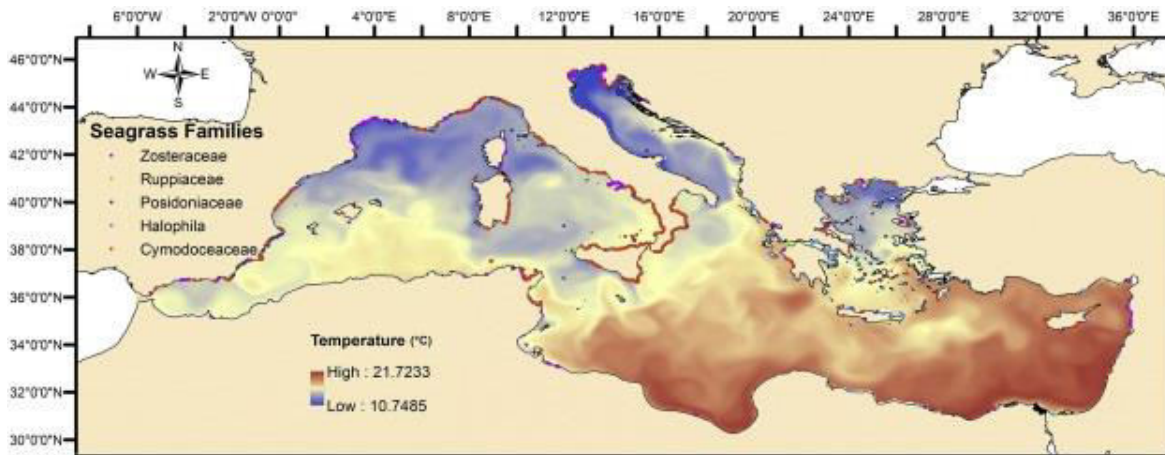 6°0'0"W 2°0'0"W 0°0'0" 4°0'0"E 8°0'0"E 12°0'0"E 16°0'0"E 20°0'0"E 24°0'0"E 28°0'0"E 32°0'0"E 36°0'0"E
46°0'0"N
44°0'0"N
42°0'0"N
40°0'0"N
38°0'0"N
36°0'0"N
34°0'0"N
32°0'0"N
30°0'0"N
N
W E
S
Seagrass Families
Zosteraceae
Ruppiaceae
Posidoniaceae
Halophila
Cymodoceaceae
Temperature (°C)
High : 21.7233
Low : 10.7485